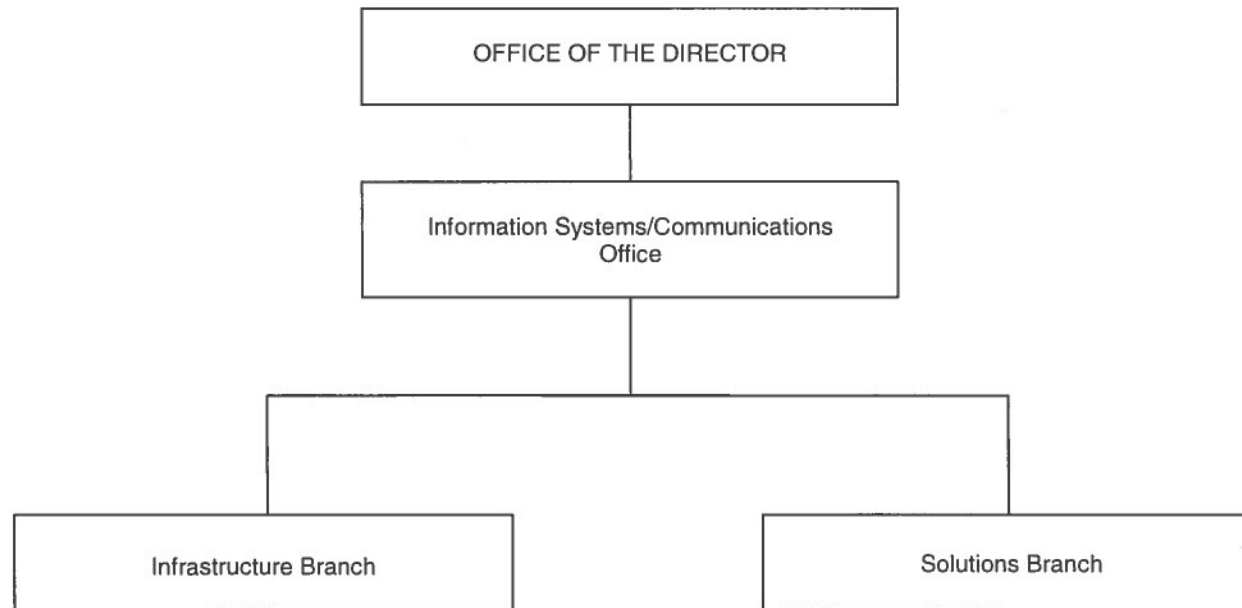 OFFICE OF THE DIRECTOR
Information Systems/Communications
Office
Infrastructure Branch
Solutions Branch